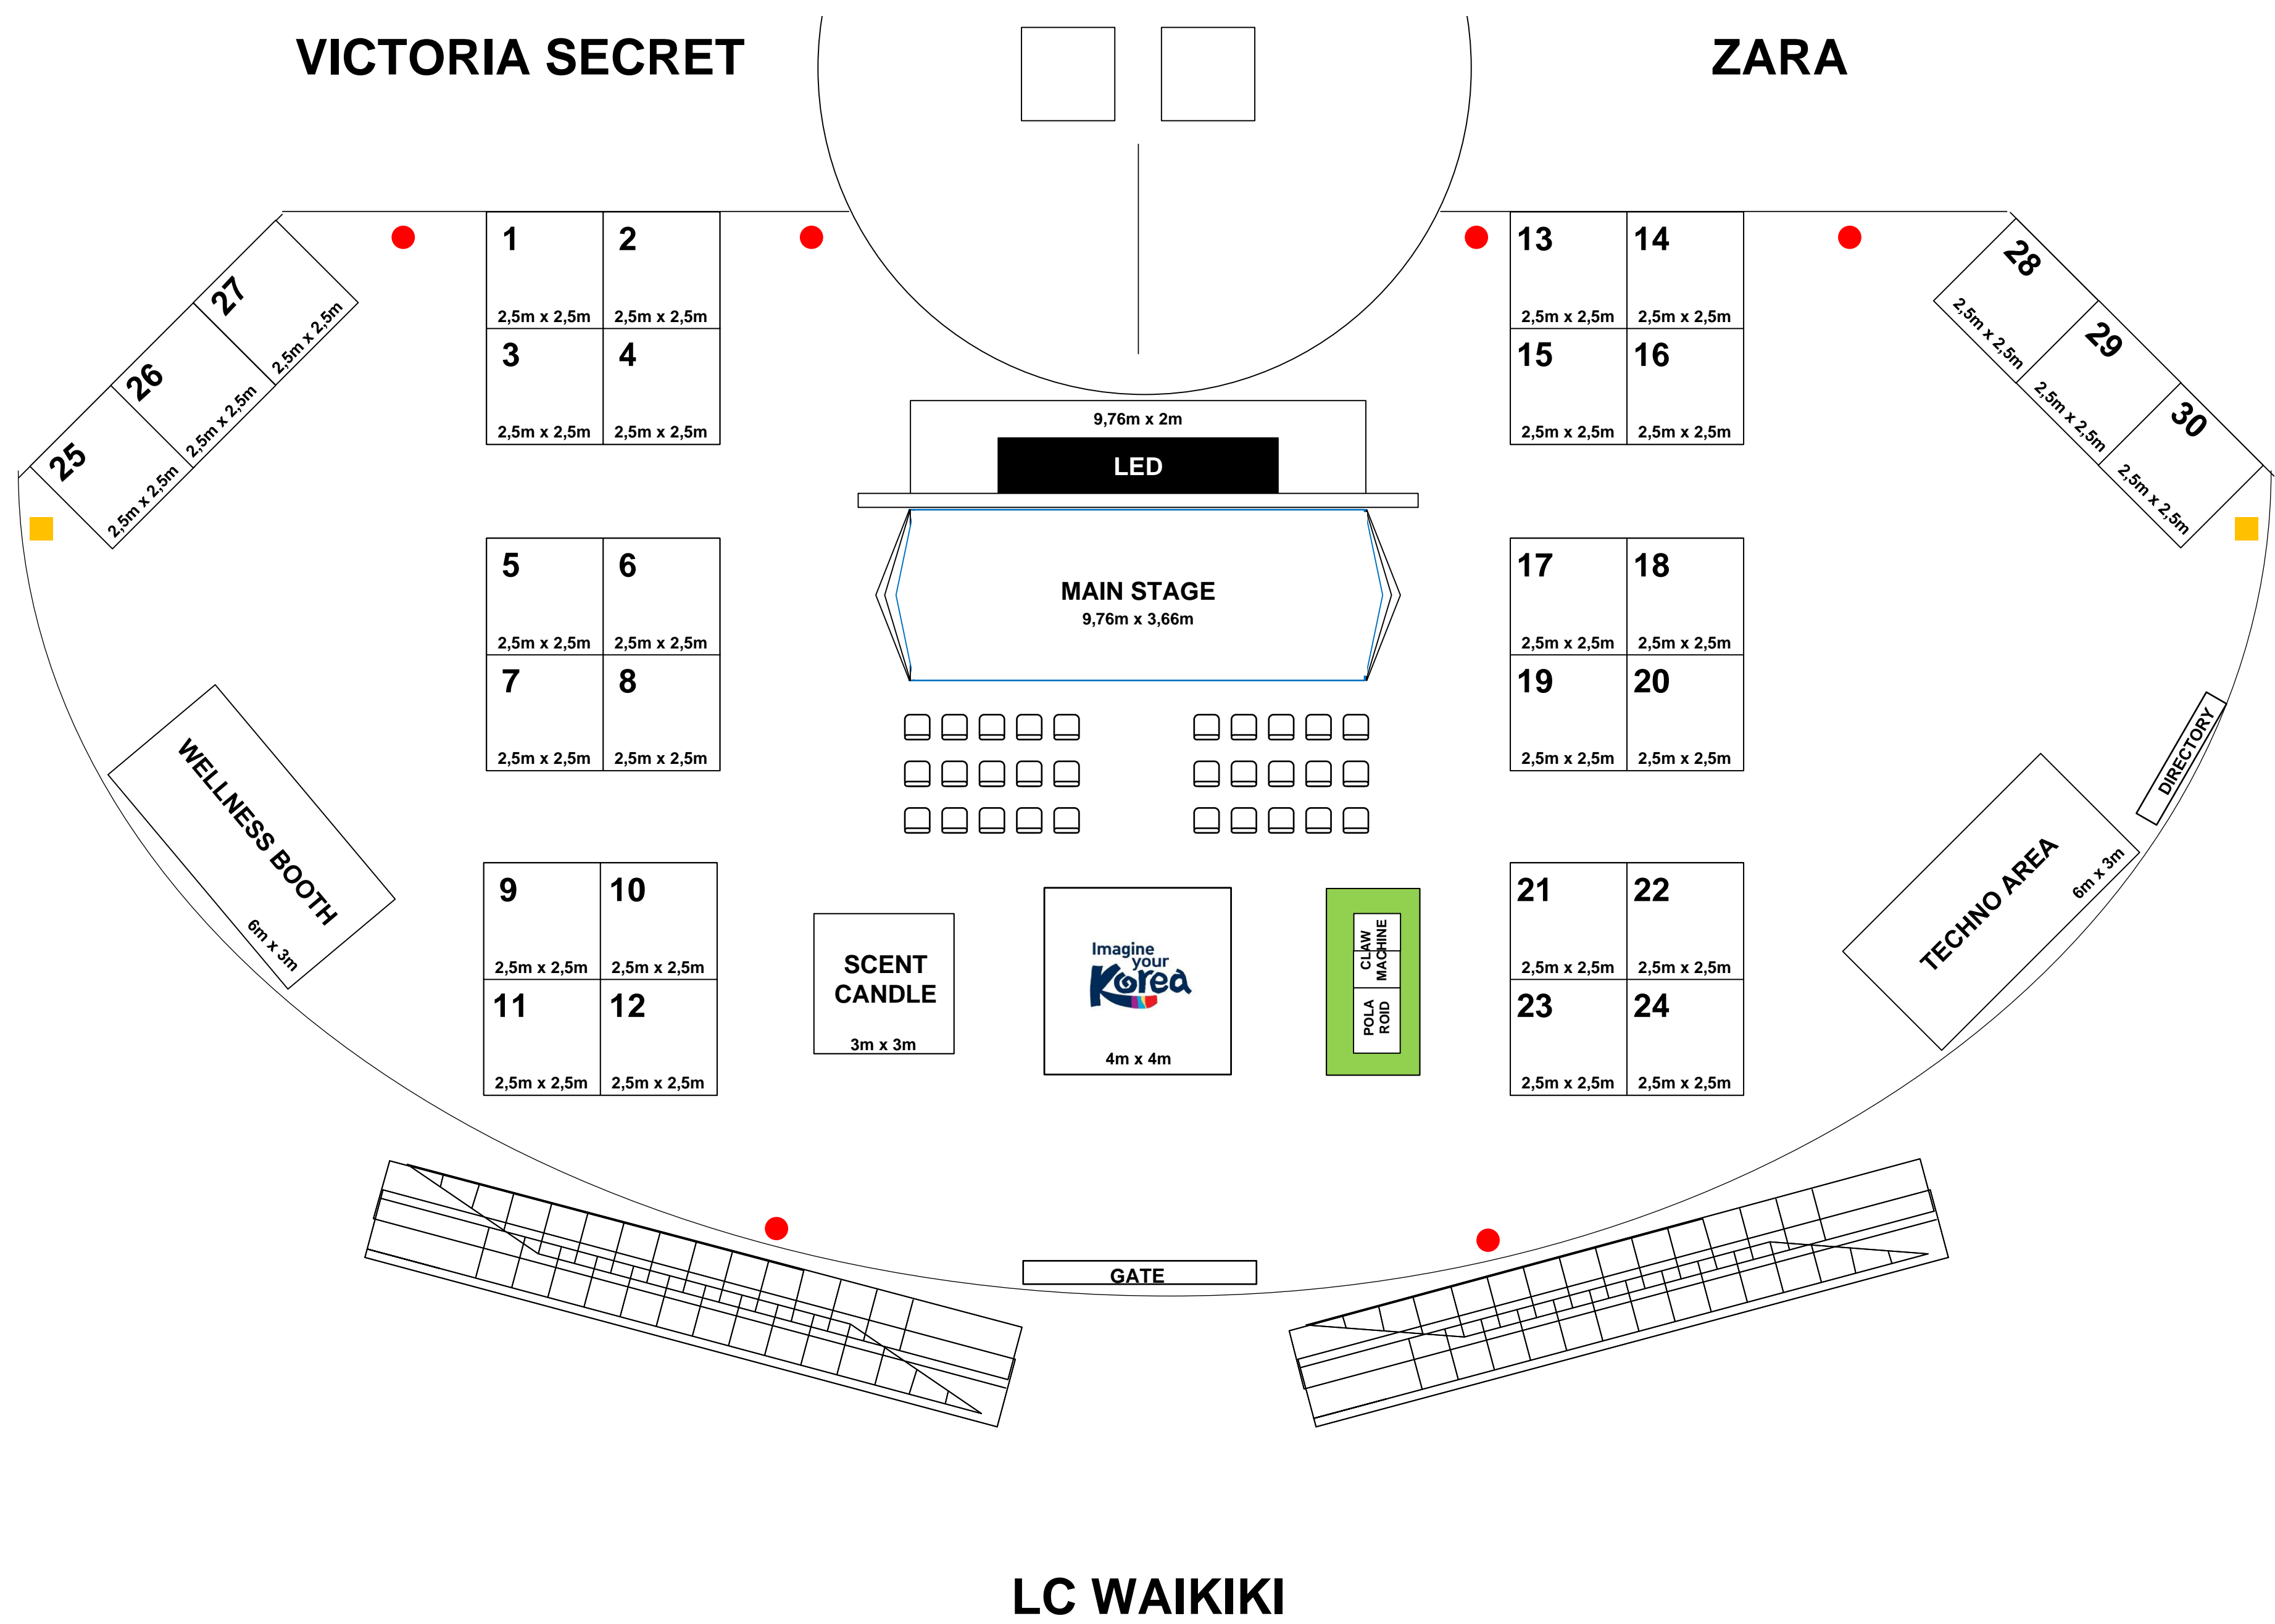 VICTORIA SECRET
ZARA
1
2
2,5m x 2,5m
2,5m x 2,5m
3
4
2,5m x 2,5m
2,5m x 2,5m
13
14
2,5m x 2,5m
2,5m x 2,5m
15
16
2,5m x 2,5m
2,5m x 2,5m
27
2,5m x 2,5m
26
2,5m x 2,5m
25
2,5m x 2,5m
28
2,5m x 2,5m
29
2,5m x 2,5m
30
2,5m x 2,5m
9,76m x 2m
LED
MAIN STAGE
9,76m x 3,66m
5
6
2,5m x 2,5m
2,5m x 2,5m
7
8
2,5m x 2,5m
2,5m x 2,5m
17
18
2,5m x 2,5m
2,5m x 2,5m
19
20
2,5m x 2,5m
2,5m x 2,5m
WELLNESS BOOTH
6m x 3m
DIRECTORY
TECHNO AREA
6m x 3m
9
10
2,5m x 2,5m
2,5m x 2,5m
11
12
2,5m x 2,5m
2,5m x 2,5m
SCENT
CANDLE
3m x 3m
Imagine
your
Korea
4m x 4m
CLAW
MACHINE
POLA
ROID
21
22
2,5m x 2,5m
2,5m x 2,5m
23
24
2,5m x 2,5m
2,5m x 2,5m
GATE
LC WAIKIKI